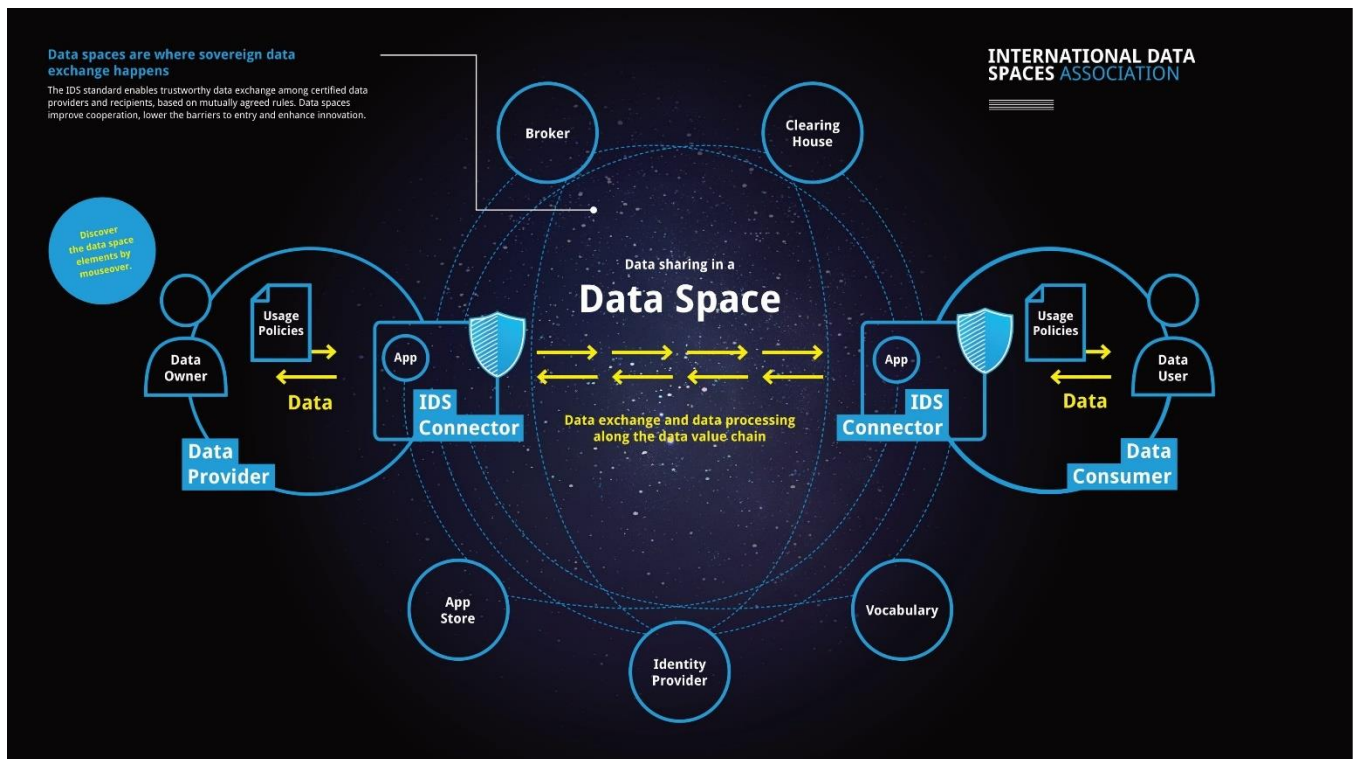 Data spaces are where sovereign data
exchange happens
The IDS standard enables trustworthy data exchange among certified data
providers and recipients, based on mutually agreed rules. Data spaces
improve cooperation, lower the barriers to entry and enhance innovation.
INTERNATIONAL DATA
SPACES ASSOCIATION
Broker
Clearing
House
Discover
the data space
elements by
mouseover.
Data
Owner
Usage
Policies
Data
App
IDS
Connector
Data
Provider
Data sharing in a
Data Space
Data exchange and data processing
along the data value chain
App
IDS
Connector
Usage
Policies
Data
Data
User
Data
Consumer
App
Store
Identity
Provider
Vocabulary